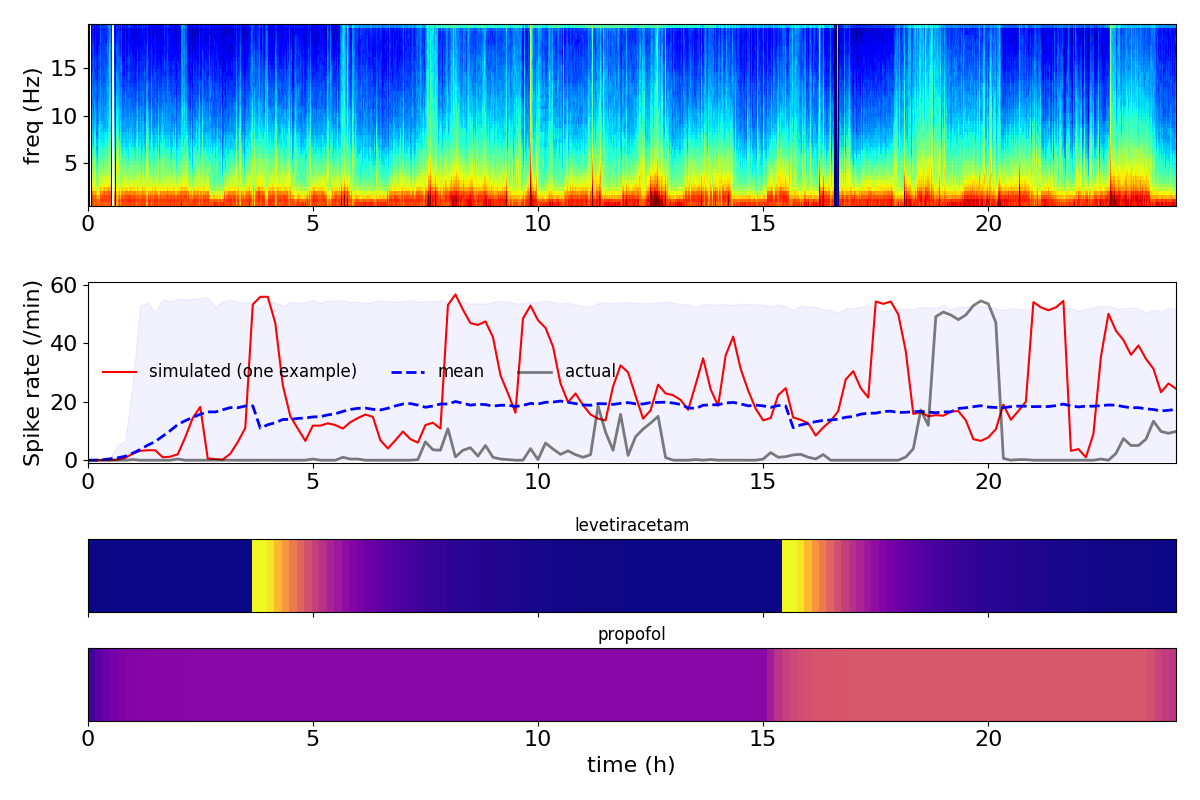 freq (Hz)
15
10
5
0 5 10 15 20
Spike rate (/min)
60
40
20
0
simulated (one example) mean actual
0 5 10 15 20
levetiracetam
propofol
0 5 10 15 20
time (h)